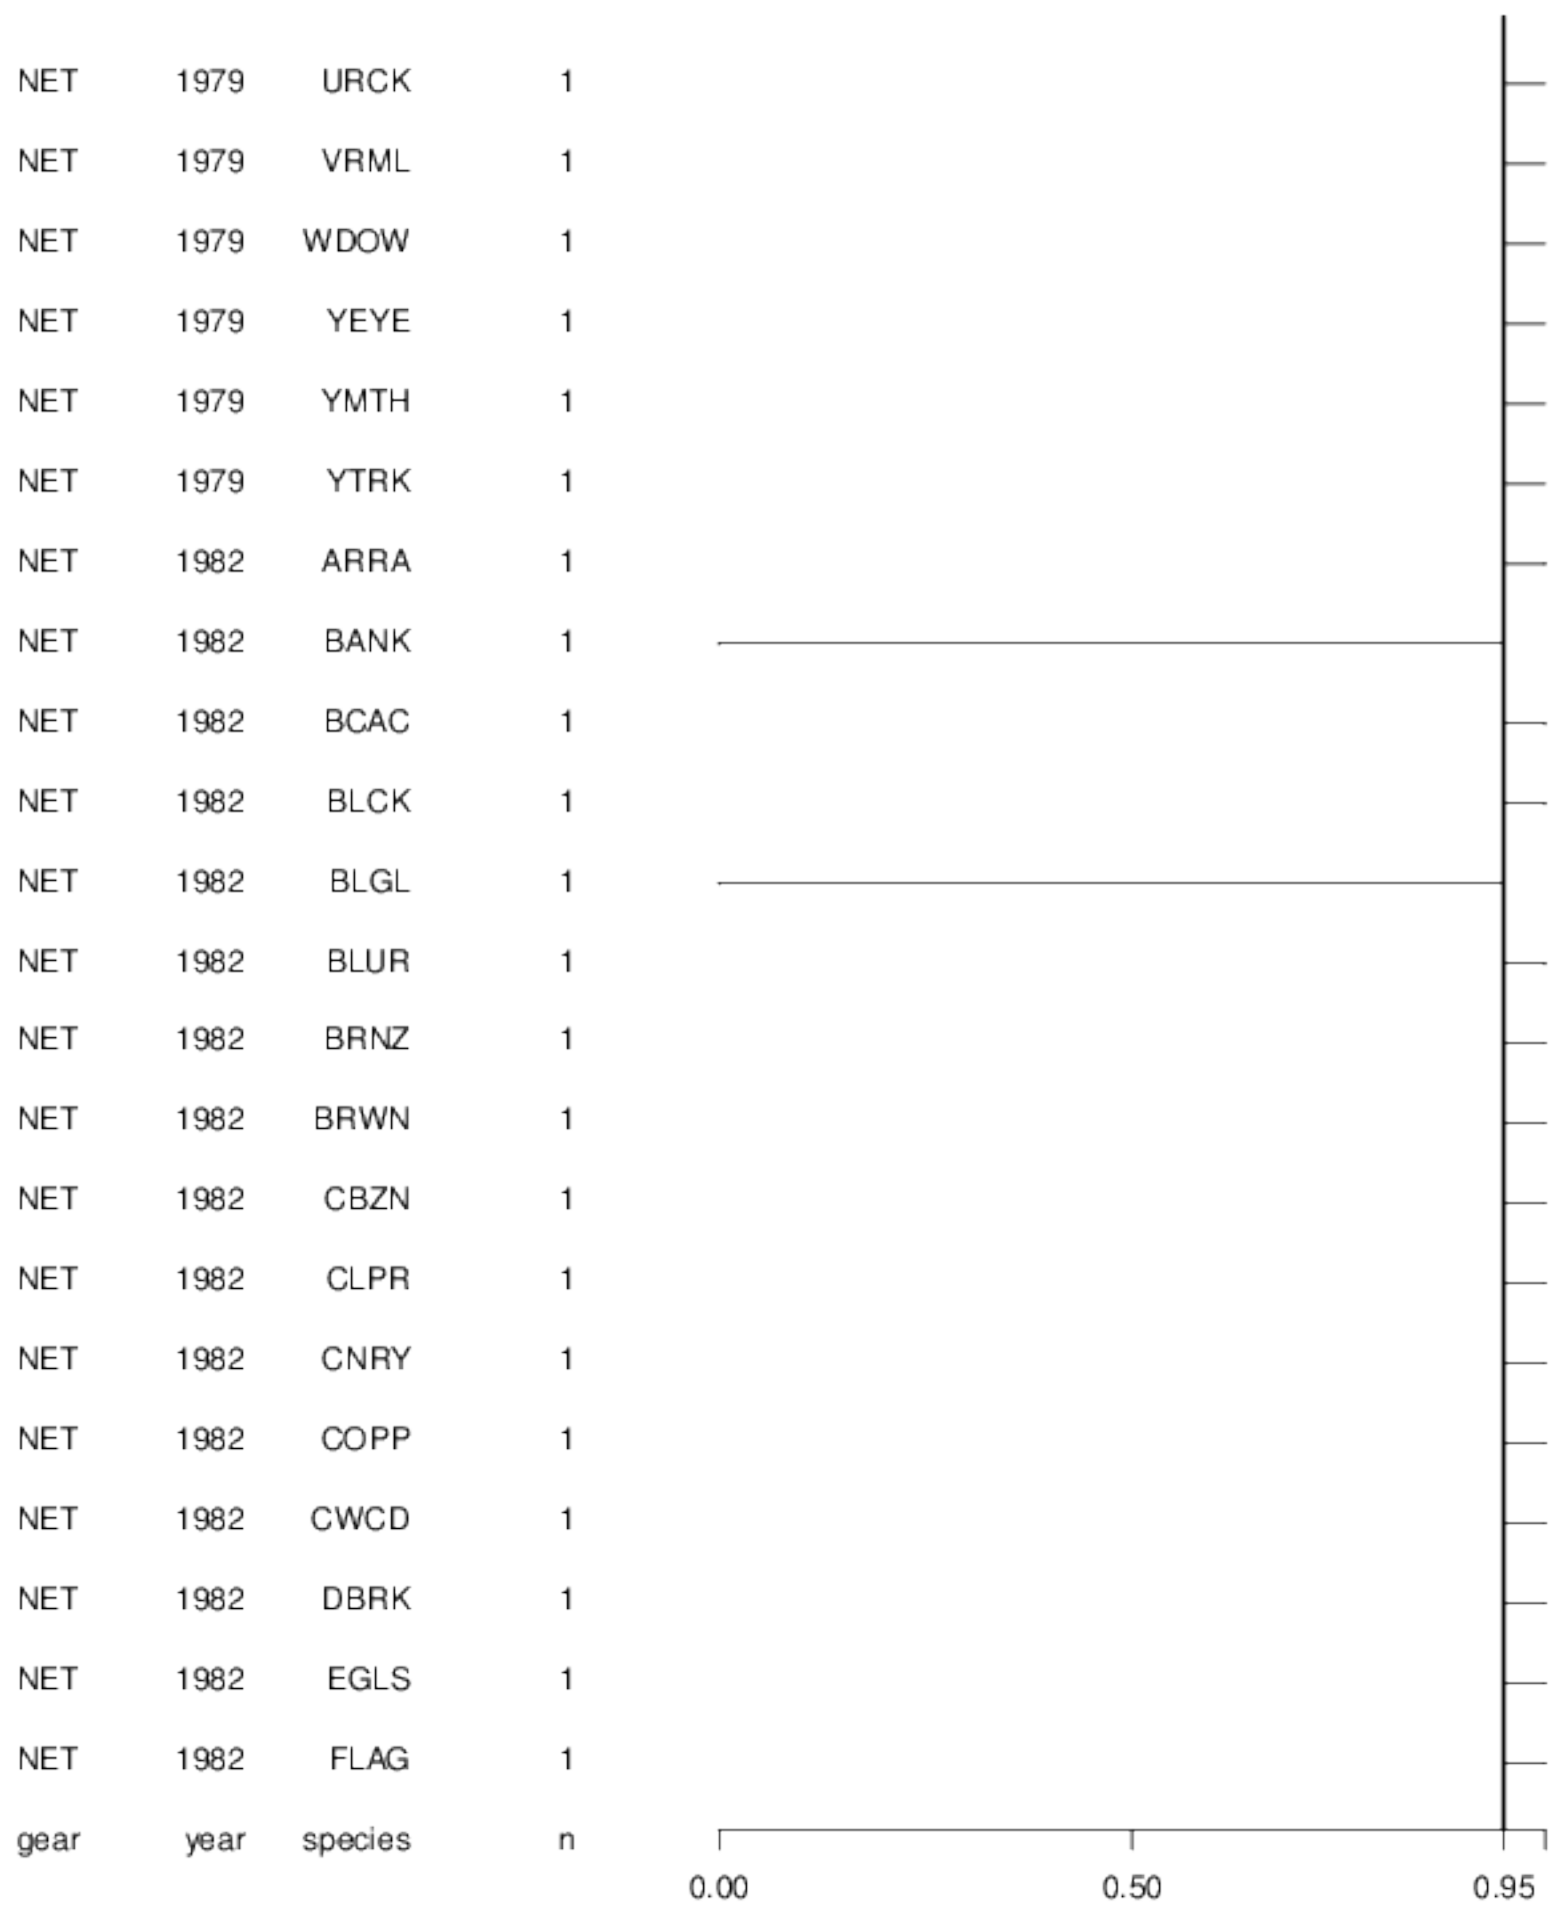 NET 1979 URCK 1
NET 1979 VRML 1
NET 1979 WDOW 1
NET 1979 YEYE 1
NET 1979 YMTH 1
NET 1979 YTRK 1
NET 1982 ARRA 1
NET 1982 BANK 1
NET 1982 BCAC 1
NET 1982 BLCK 1
NET 1982 BLGL 1
NET 1982 BLUR 1
NET 1982 BRNZ 1
NET 1982 BRWN 1
NET 1982 CBZN 1
NET 1982 CLPR 1
NET 1982 CNRY 1
NET 1982 COPP 1
NET 1982 CWCD 1
NET 1982 DBRK 1
NET 1982 EGLS 1
NET 1982 FLAG 1
gear year species n
0.00 0.50 0.95